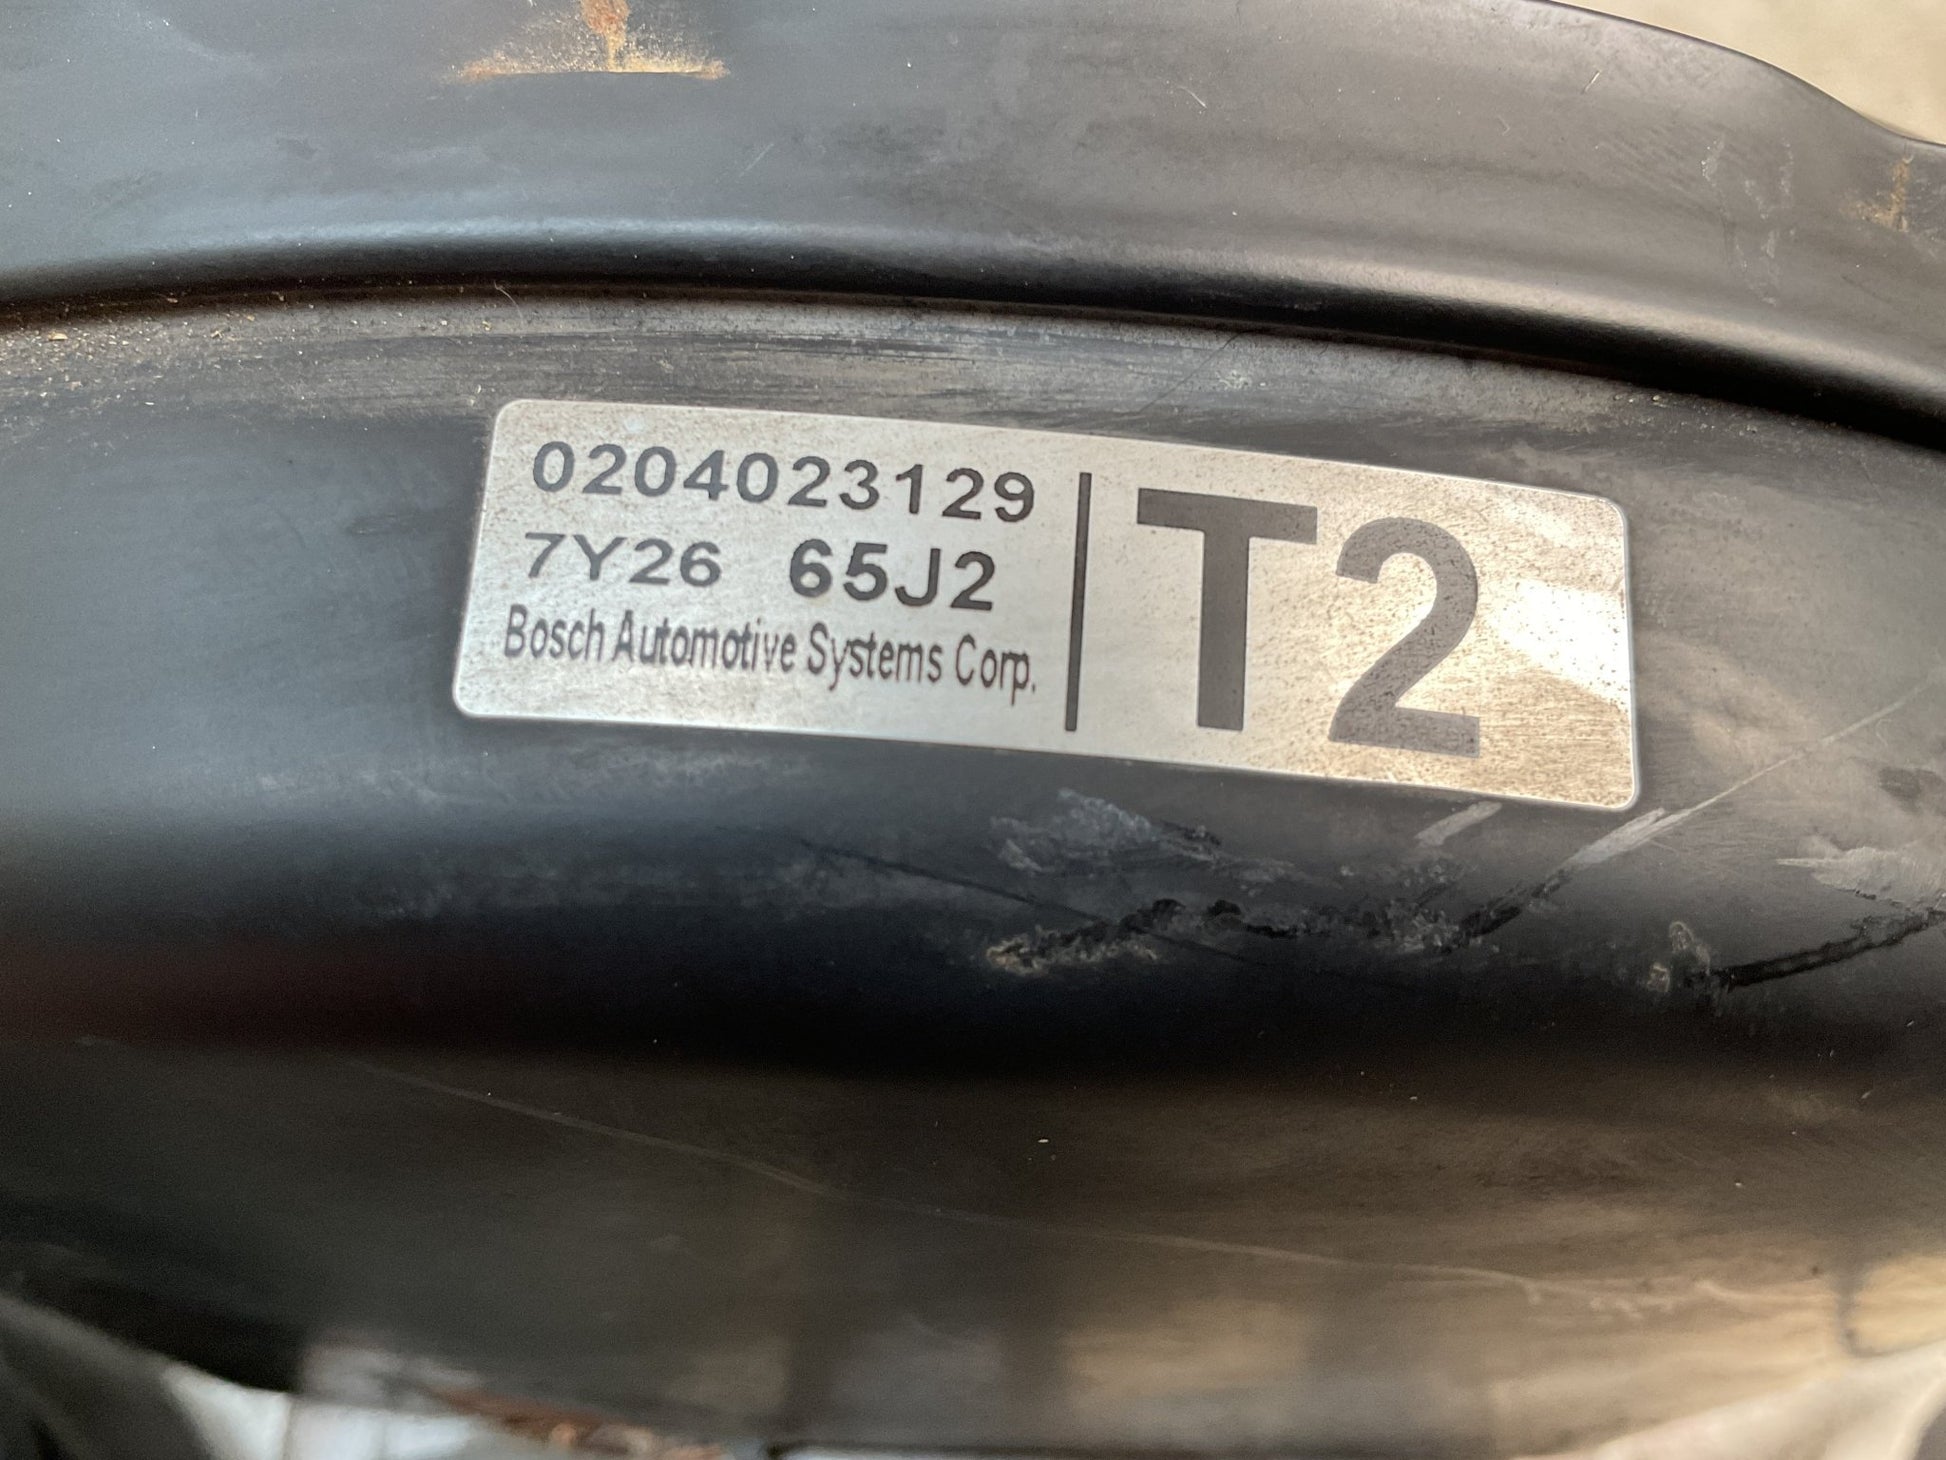 0204023129
7Y26 65J2
Bosch Automotive Systems Corp.
T2